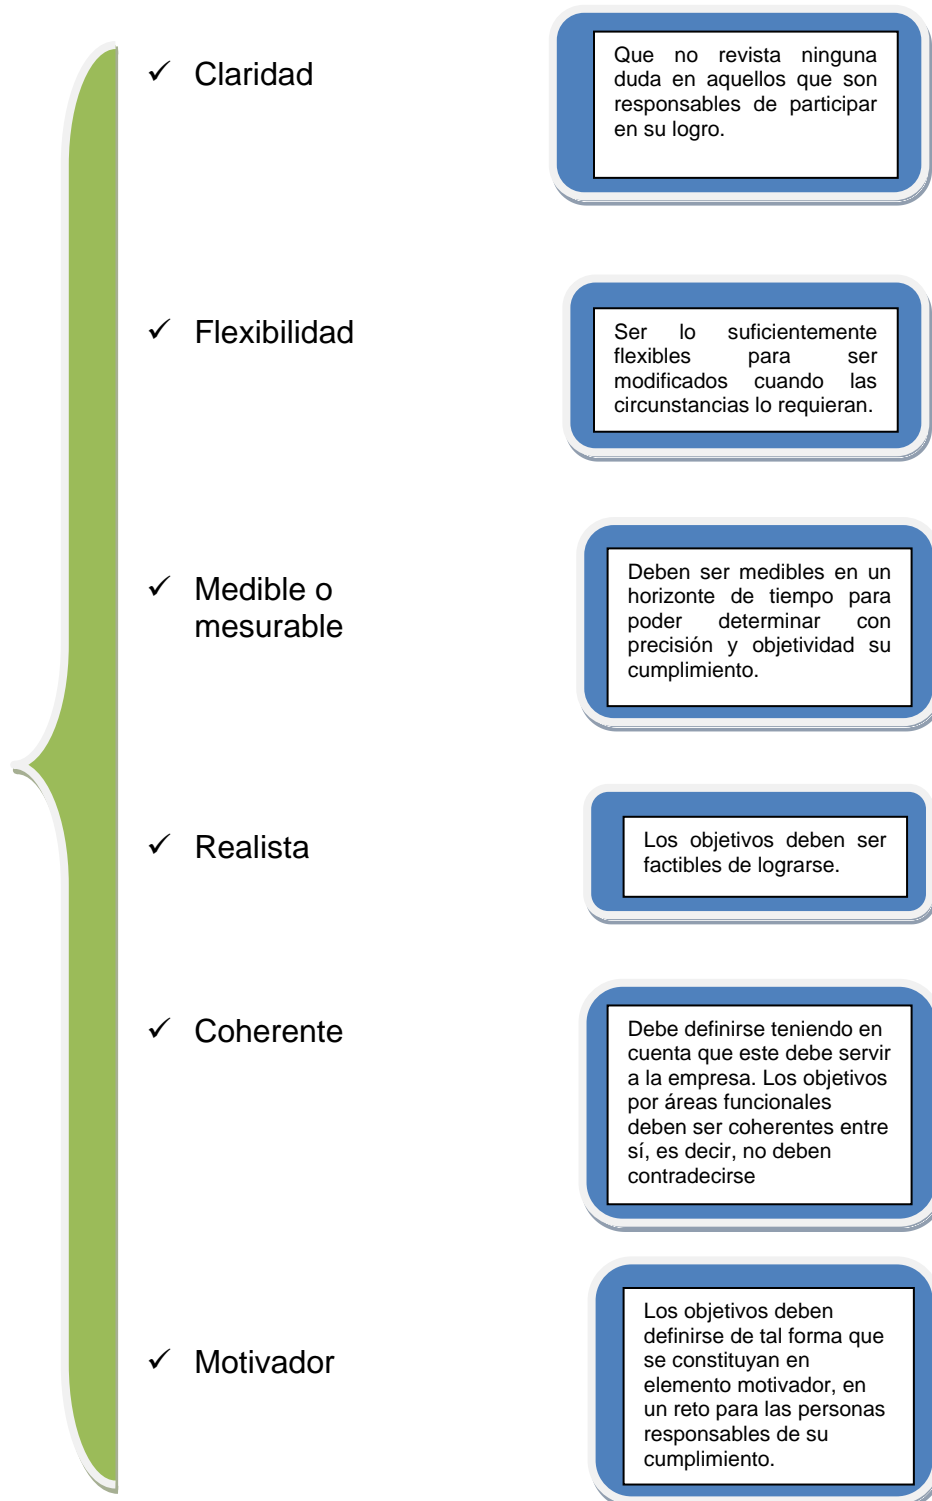 ✓ Claridad
Que no revista ninguna
duda en aquellos que son
responsables de participar
en su logro.
✓ Flexibilidad
Ser lo suficientemente
flexibles para ser
modificados cuando las
circunstancias lo requieran.
✓ Medible o
mesurable
Deben ser medibles en un
horizonte de tiempo para
poder determinar con
precisión y objetividad su
cumplimiento.
✓ Realista
Los objetivos deben ser
factibles de lograrse.
✓ Coherente
Debe definirse teniendo en
cuenta que este debe servir
a la empresa. Los objetivos
por áreas funcionales
deben ser coherentes entre
sí, es decir, no deben
contradecirse
✓ Motivador
Los objetivos deben
definirse de tal forma que
se constituyan en
elemento motivador, en
un reto para las personas
responsables de su
cumplimiento.